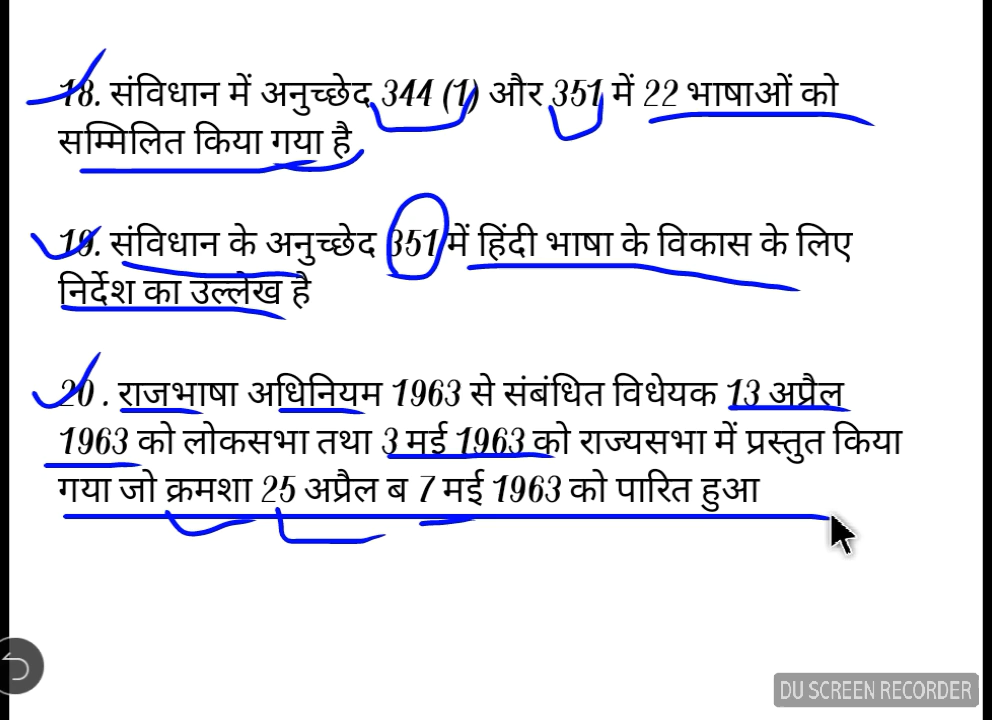 18. संविधान में अनुच्छेद 344 (1) और 351 में 22 भाषाओं को
सम्मिलित किया गया है
19. संविधान के अनुच्छेद 351 में हिंदी भाषा के विकास के लिए
निर्देश का उल्लेख है
20 . राजभाषा अधिनियम 1963 से संबंधित विधेयक 13 अप्रैल
1963 को लोकसभा तथा 3 मई 1963 को राज्यसभा में प्रस्तुत किया
गया जो क्रमशा 25 अप्रैल ब 7 मई 1963 को पारित हुआ
DU SCREEN RECORDER